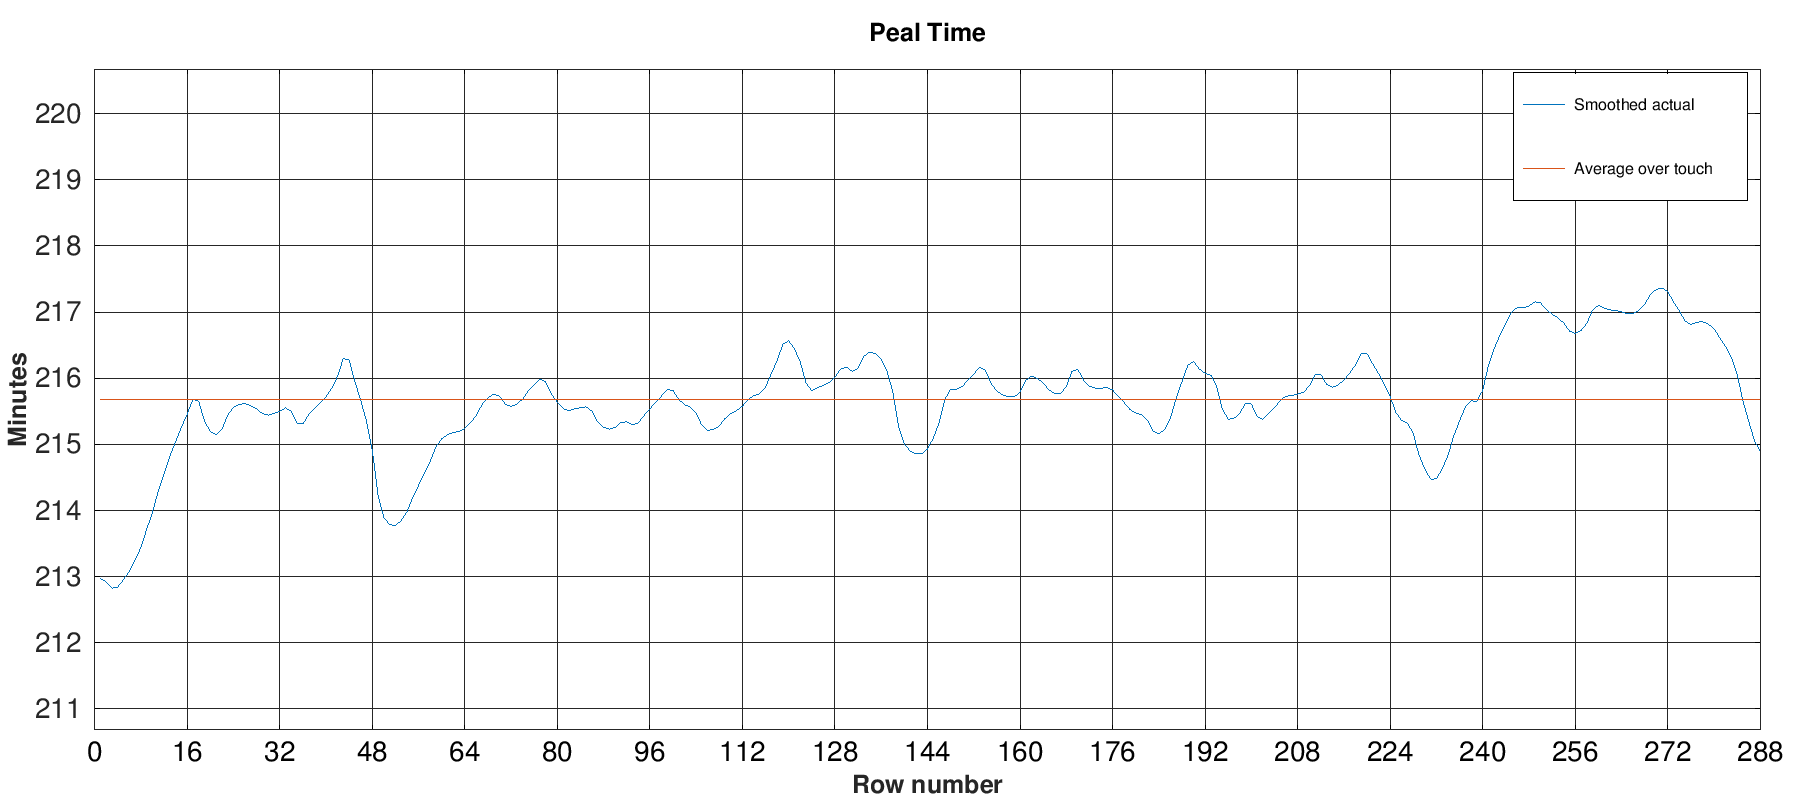 Peal Time
Smoothed actual
Average over touch
220
219
218
217
216
215
214
213
212
211
Minutes
0 16 32 48 64 80 96 112 128 144 160 176 192 208 224 240 256 272 288
Row number